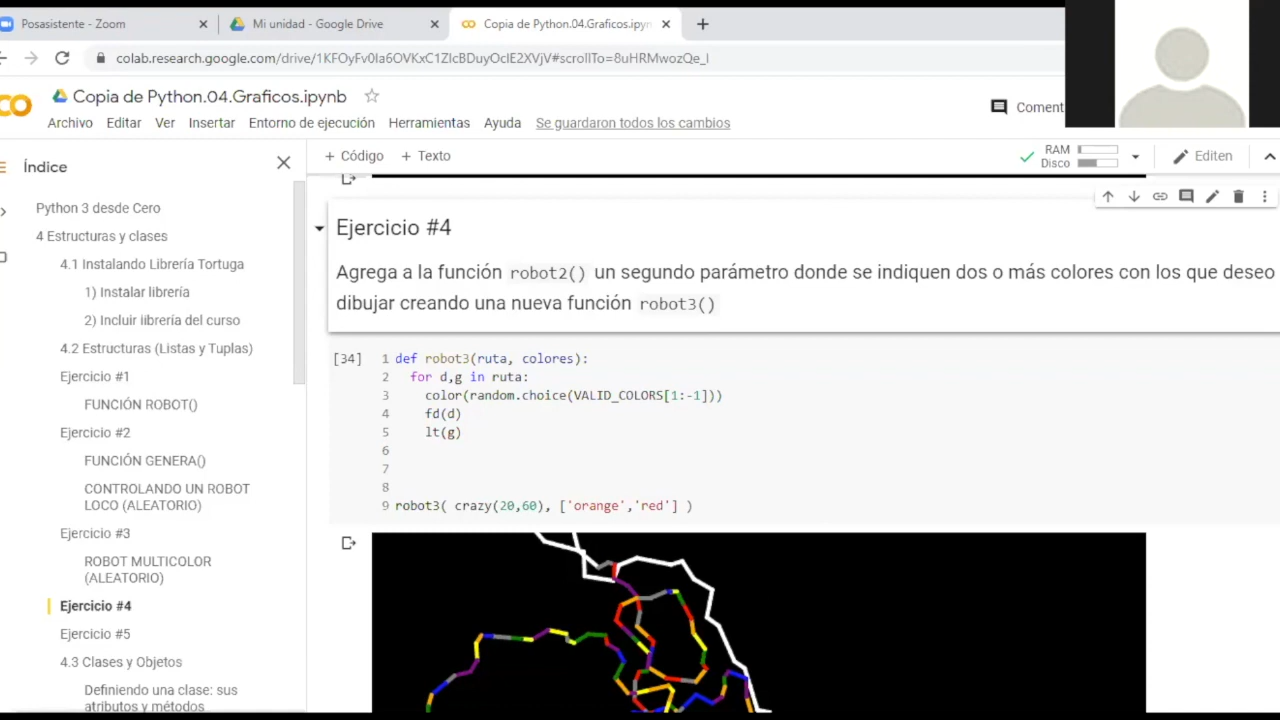 Posasistente - Zoom
Mi unidad - Google Drive
Copia de Python.04.Graficos.ipyn
colab.research.google.com/drive/1KFOyFv0Ia6OVKxC1ZIcBDuyOcIE2XVjV#scrollTo=8uHRMwozQe_I
CO
Copia de Python.04.Graficos.ipynb
Coment
Archivo Editar Ver Insertar Entorno de ejecución Herramientas Ayuda Se guardaron todos los cambios
+ Código + Texto
RAM
Disco
Editen
Índice
Python 3 desde Cero
4 Estructuras y clases
4.1 Instalando Librería Tortuga
1) Instalar librería
2) Incluir librería del curso
4.2 Estructuras (Listas y Tuplas)
Ejercicio #1
FUNCIÓN ROBOT()
Ejercicio #2
FUNCIÓN GENERA()
CONTROLANDO UN ROBOT
LOCO (ALEATORIO)
Ejercicio #3
ROBOT MULTICOLOR
(ALEATORIO)
Ejercicio #4
Ejercicio #5
4.3 Clases y Objetos
Definiendo una clase: sus
atributos y métodos
Ejercicio #4
Agrega a la función robot2() un segundo parámetro donde se indiquen dos o más colores con los que deseo
dibujar creando una nueva función robot3()
[34] 1 def robot3(ruta, colores):
2 for d,g in ruta:
3 color(random.choice(VALID_COLORS[1:-1]))
4 fd(d)
5 lt(g)
6
7
8
9 robot3( crazy(20,60), ['orange','red'] )